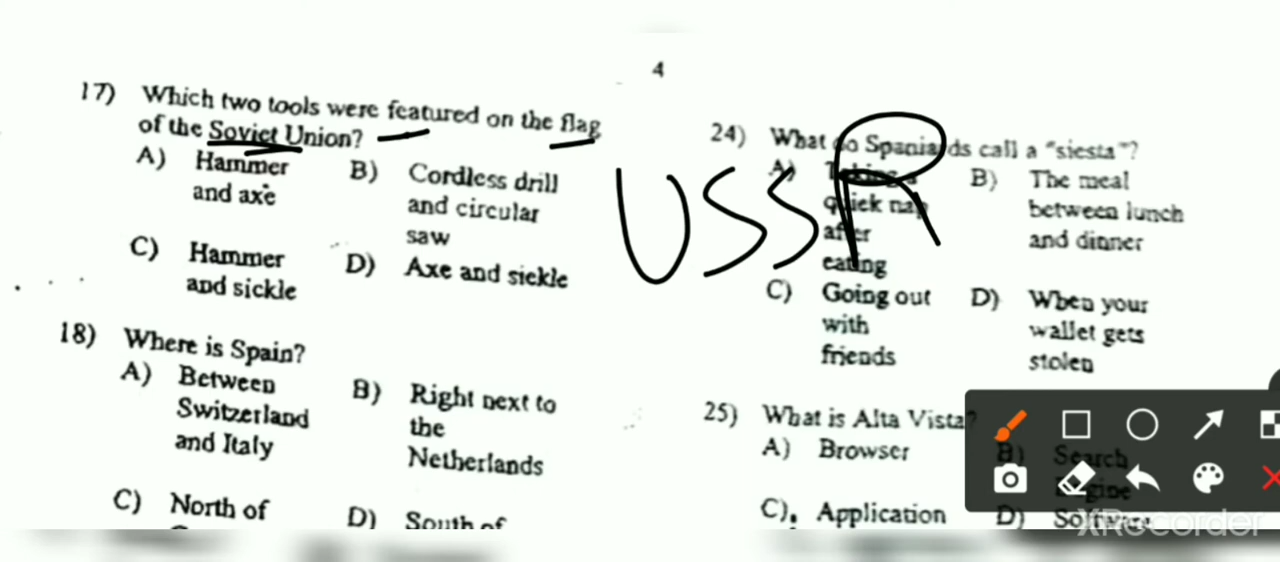 4
17) Which two tools were featured on the flag
of the Soviet Union?
A) Hammer
and axe
B) Cordless drill
and circular
saw
C) Hammer
and sickle
D) Axe and sickle
18) Where is Spain?
A) Between
Switzerland
and Italy
B) Right next to
the
Netherlands
C) North of
D) South of
USSR
24) What do Spaniards call a "siesta"?
A) Taking a
quick nap
after
eating
B) The meal
between lunch
and dinner
C) Going out
with
friends
D) When your
wallet gets
stolen
25) What is Alta Vista?
A) Browser
B) Search
Engine
C) Application
D) Software
XRecorder